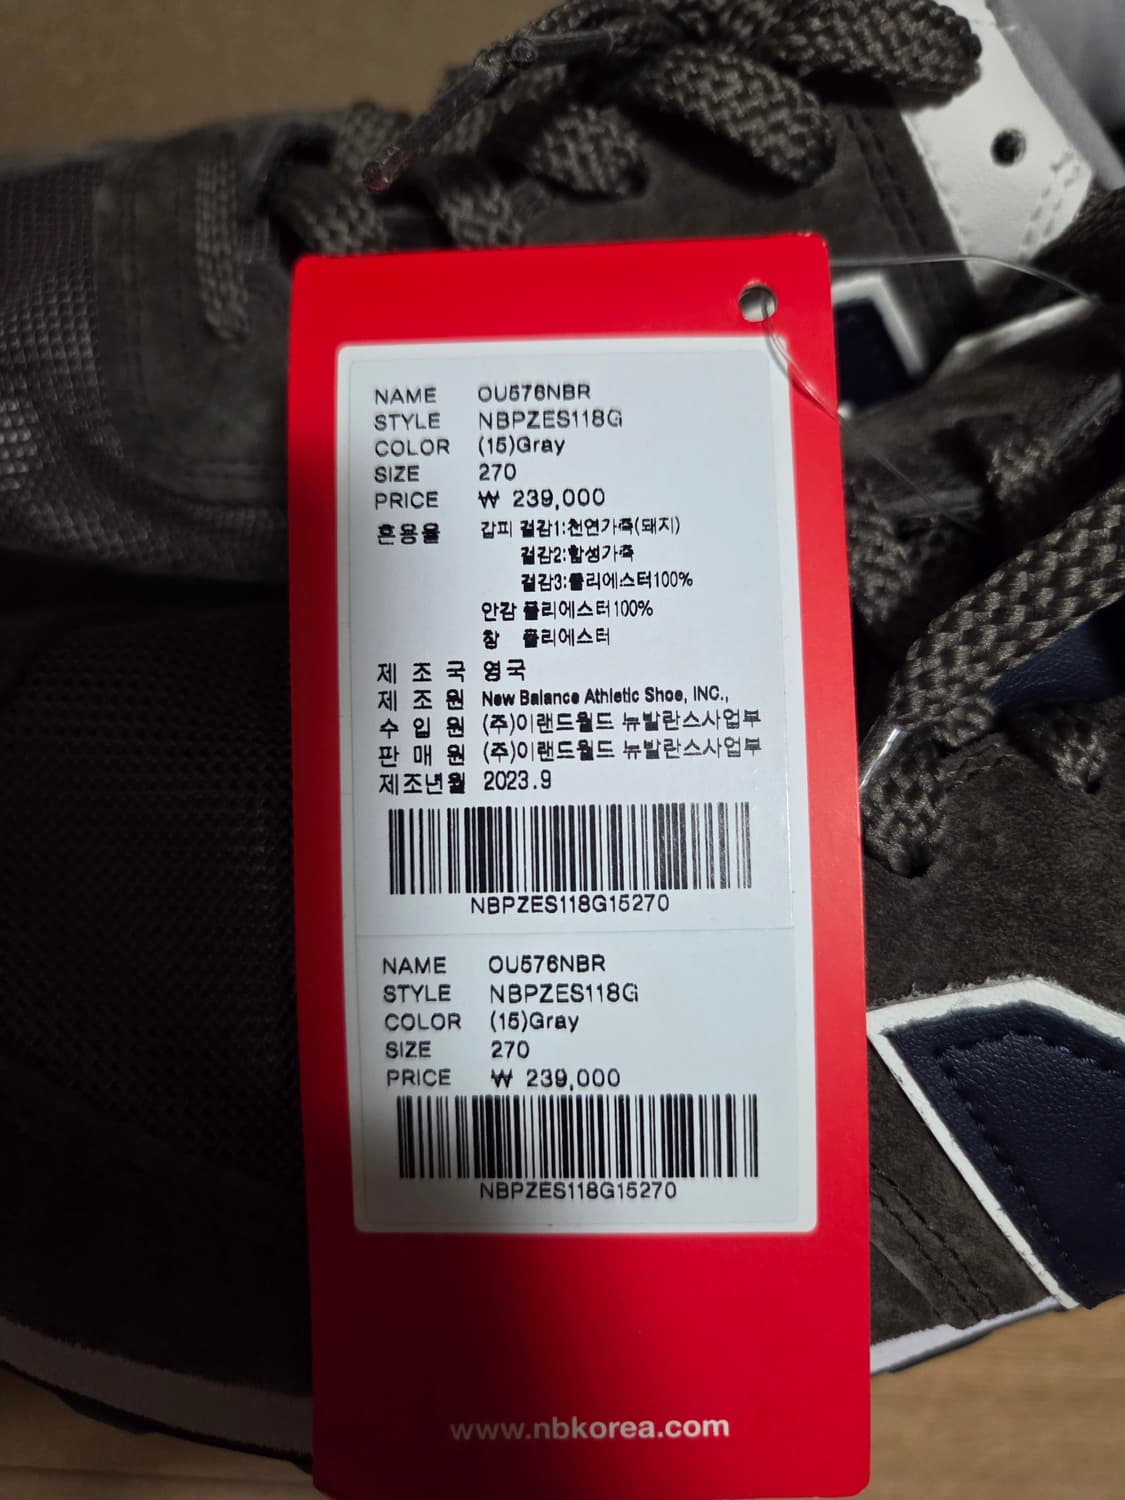 NAME OU576NBR
STYLE NBPZES118G
COLOR (15)Gray
SIZE 270
PRICE ₩ 239,000
혼용율 갑피 겉감1:천연가죽(돼지)
겉감2:합성가죽
겉감3:폴리에스터100%
안감 폴리에스터100%
창 폴리에스터
제 조 국 영국
제 조 원 New Balance Athletic Shoe, INC.,
수 입 원 (주)이랜드월드 뉴발란스사업부
판 매 원 (주)이랜드월드 뉴발란스사업부
제조년월 2023.9
NBPZES118G15270
NAME OU576NBR
STYLE NBPZES118G
COLOR (15)Gray
SIZE 270
PRICE ₩ 239,000
NBPZES118G15270
www.nbkorea.com